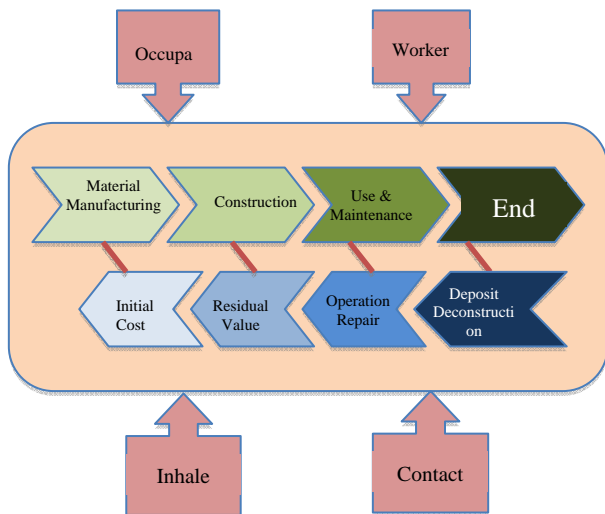 Occupa
Worker
Material
Manufacturing
Construction
Use &
Maintenance
End
Initial
Cost
Residual
Value
Operation
Repair
Deposit
Deconstructi
on
Inhale
Contact